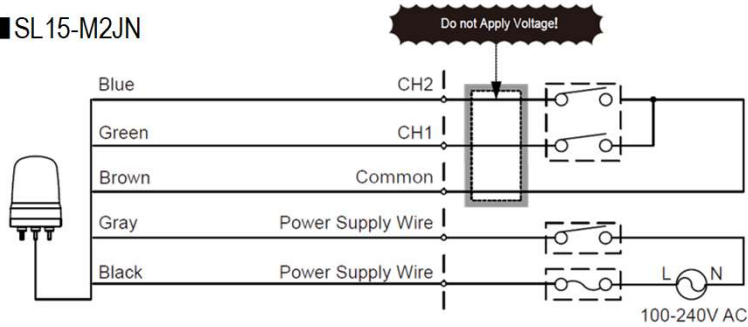 ■SL15-M2JN
Do not Apply Voltage!
Blue CH2
Green CH1
Brown Common
Gray Power Supply Wire
Black Power Supply Wire
L N
100-240V AC